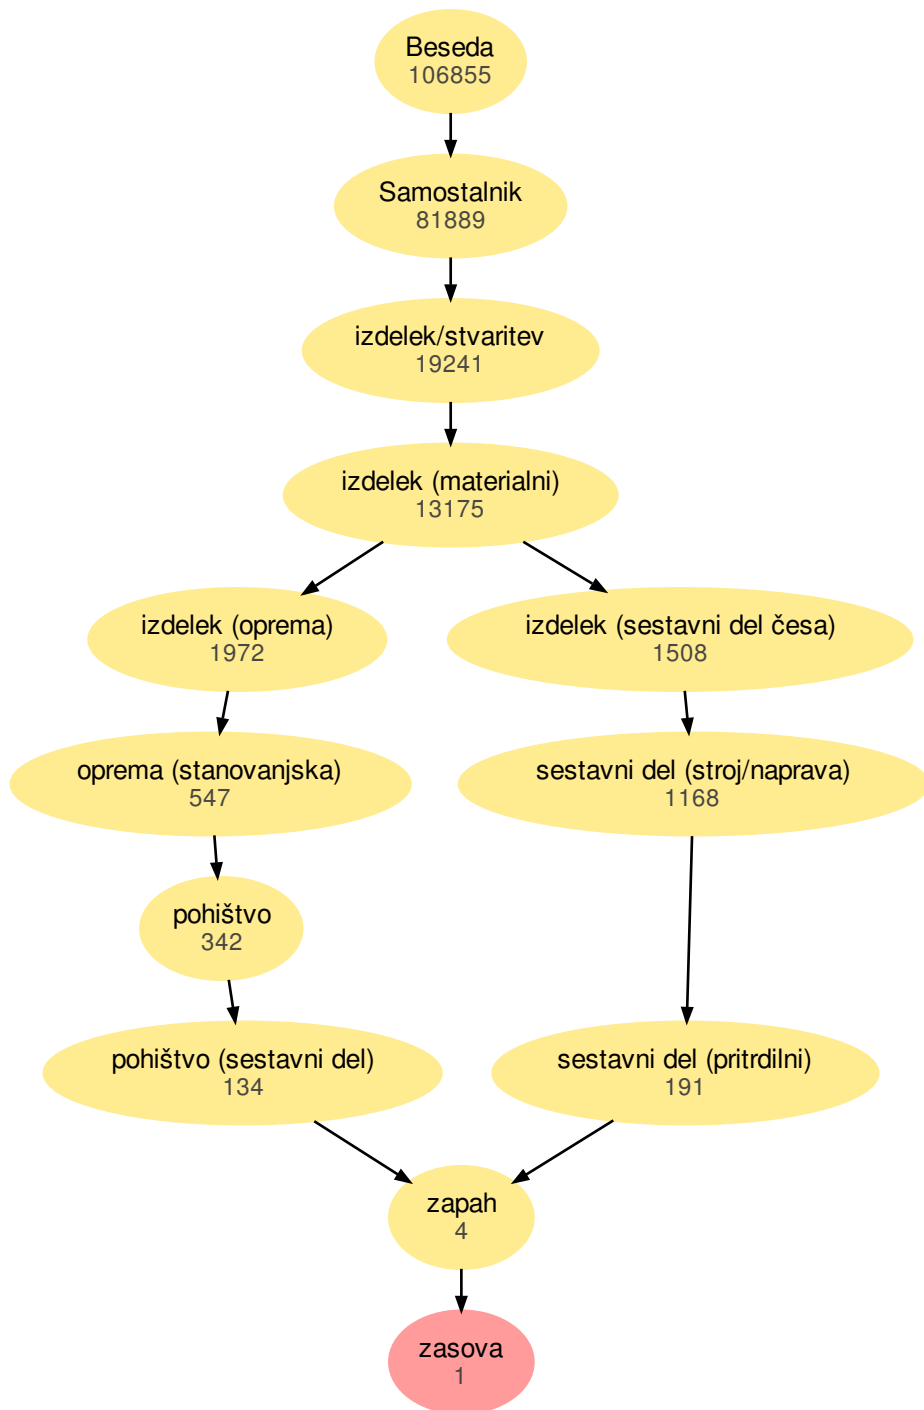 Beseda
106855
Samostalnik
81889
izdelek/stvaritev
19241
izdelek (materialni)
13175
izdelek (oprema)
1972
izdelek (sestavni del česa)
1508
oprema (stanovanjska)
547
sestavni del (stroj/naprava)
1168
pohištvo
342
pohištvo (sestavni del)
134
sestavni del (pritrdilni)
191
zapah
4
zasova
1